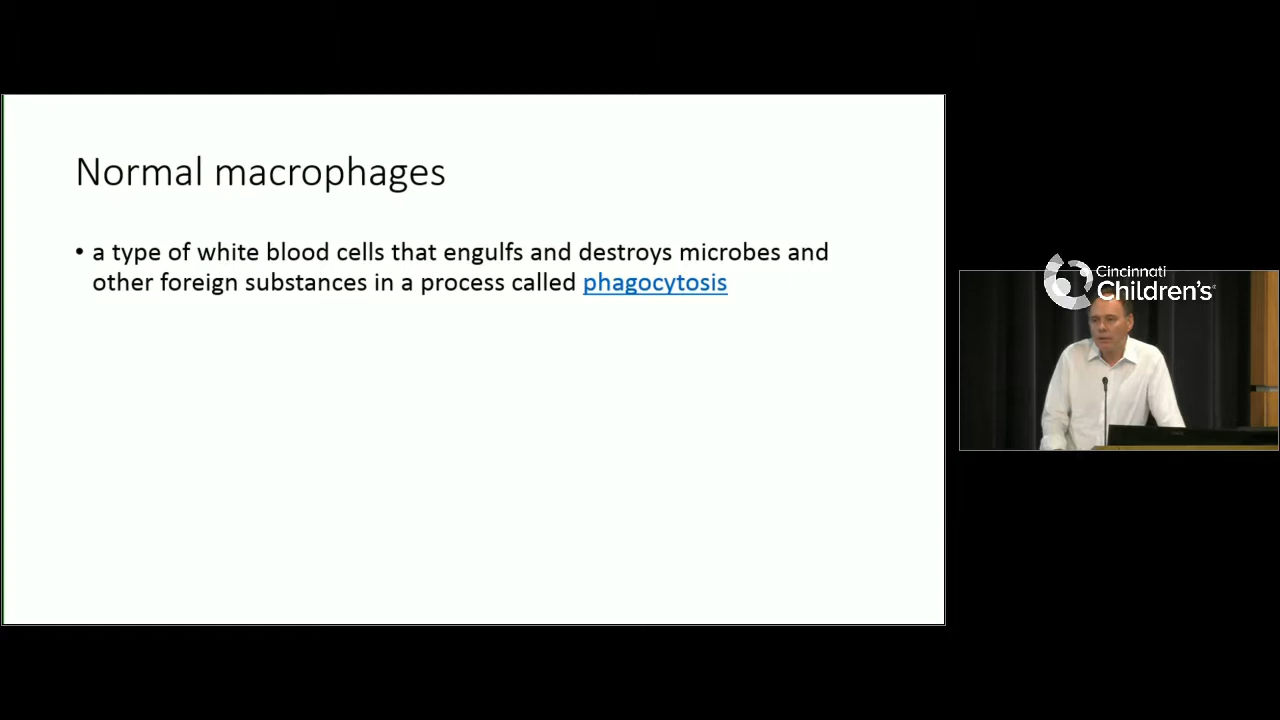 Normal macrophages
• a type of white blood cells that engulfs and destroys microbes and
other foreign substances in a process called phagocytosis
Cincinnati
Children's